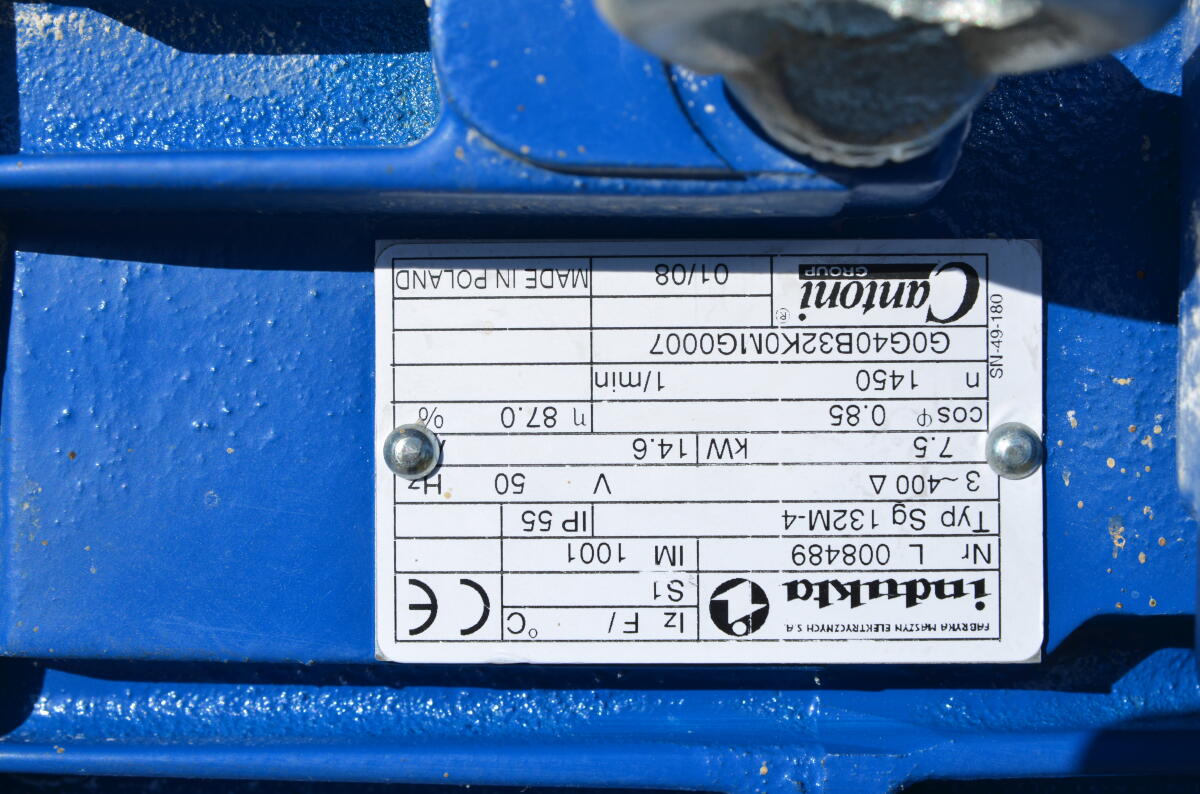 FABRYKA MASZYN ELEKTRYCZNYCH S.A.
indukta
Iz F / °C
S1
CE
Nr L 008489 IM 1001
Typ Sg 132M-4 IP 55
3 ~400 Δ V 50 Hz
7.5 kW 14.6
cosφ 0.85 η 87.0 %
n 1450 1/min
G0G40B32K0M1G0007
Cantoni ®
GROUP
01/08 MADE IN POLAND
SN-49-180